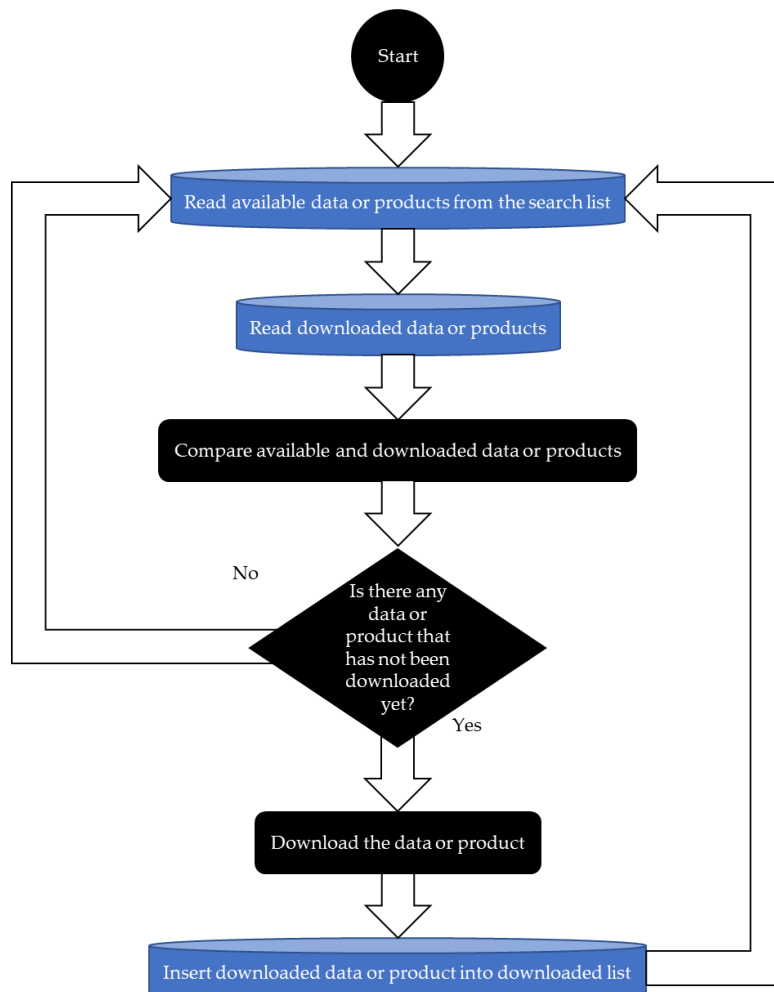 Start
Read available data or products from the search list
Read downloaded data or products
Compare available and downloaded data or products
No
Is there any
data or
product that
has not been
downloaded
yet?
Yes
Download the data or product
Insert downloaded data or product into downloaded list